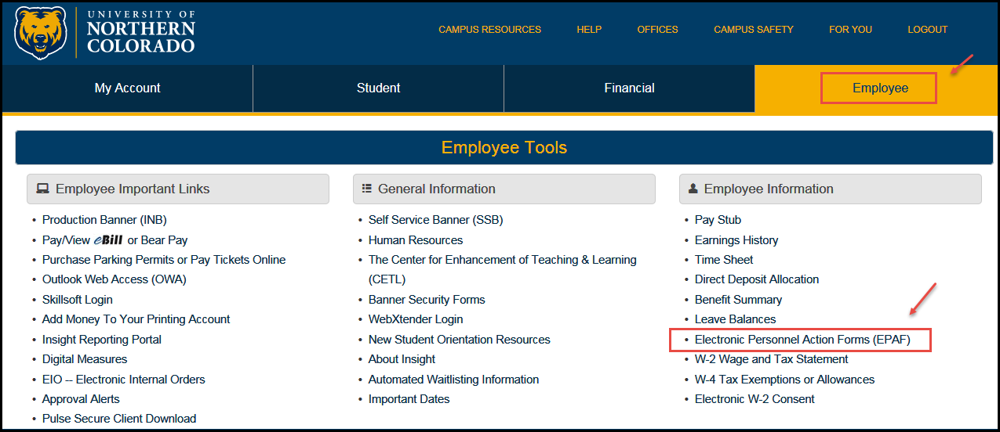 UNIVERSITY OF
NORTHERN
COLORADO
CAMPUS RESOURCES HELP OFFICES CAMPUS SAFETY FOR YOU LOGOUT
My Account Student Financial Employee
Employee Tools
Employee Important Links
• Production Banner (INB)
• Pay/View eBill or Bear Pay
• Purchase Parking Permits or Pay Tickets Online
• Outlook Web Access (OWA)
• Skillsoft Login
• Add Money To Your Printing Account
• Insight Reporting Portal
• Digital Measures
• EIO -- Electronic Internal Orders
• Approval Alerts
• Pulse Secure Client Download
General Information
• Self Service Banner (SSB)
• Human Resources
• The Center for Enhancement of Teaching & Learning
(CETL)
• Banner Security Forms
• WebXtender Login
• New Student Orientation Resources
• About Insight
• Automated Waitlisting Information
• Important Dates
Employee Information
• Pay Stub
• Earnings History
• Time Sheet
• Direct Deposit Allocation
• Benefit Summary
• Leave Balances
• Electronic Personnel Action Forms (EPAF)
• W-2 Wage and Tax Statement
• W-4 Tax Exemptions or Allowances
• Electronic W-2 Consent